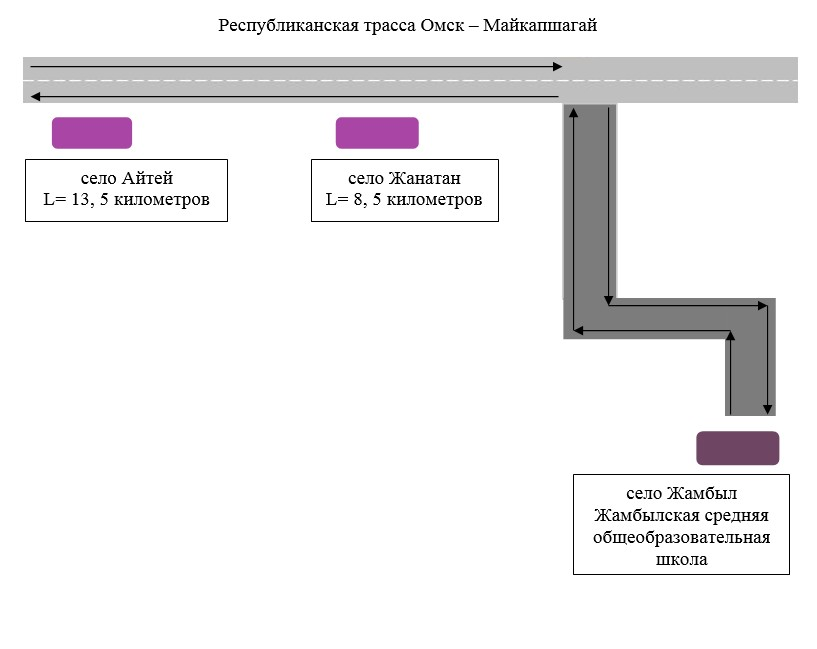 Республиканская трасса Омск – Майкапшагай
село Айтей
L= 13, 5 километров
село Жанатан
L= 8, 5 километров
село Жамбыл
Жамбылская средняя
общеобразовательная
школа